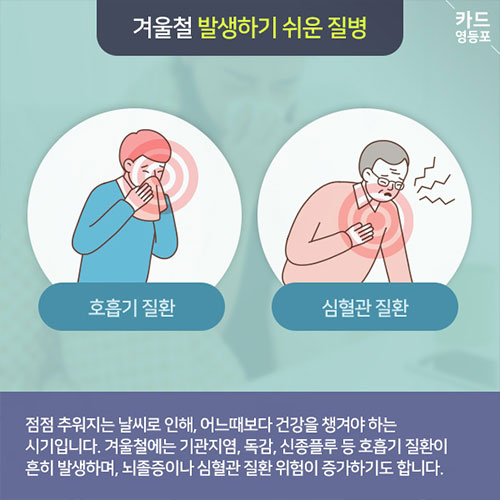 겨울철 발생하기 쉬운 질병
카드
영등포
호흡기 질환
심혈관 질환
점점 추워지는 날씨로 인해, 어느때보다 건강을 챙겨야 하는
시기입니다. 겨울철에는 기관지염, 독감, 신종플루 등 호흡기 질환이
흔히 발생하며, 뇌졸중이나 심혈관 질환 위험이 증가하기도 합니다.